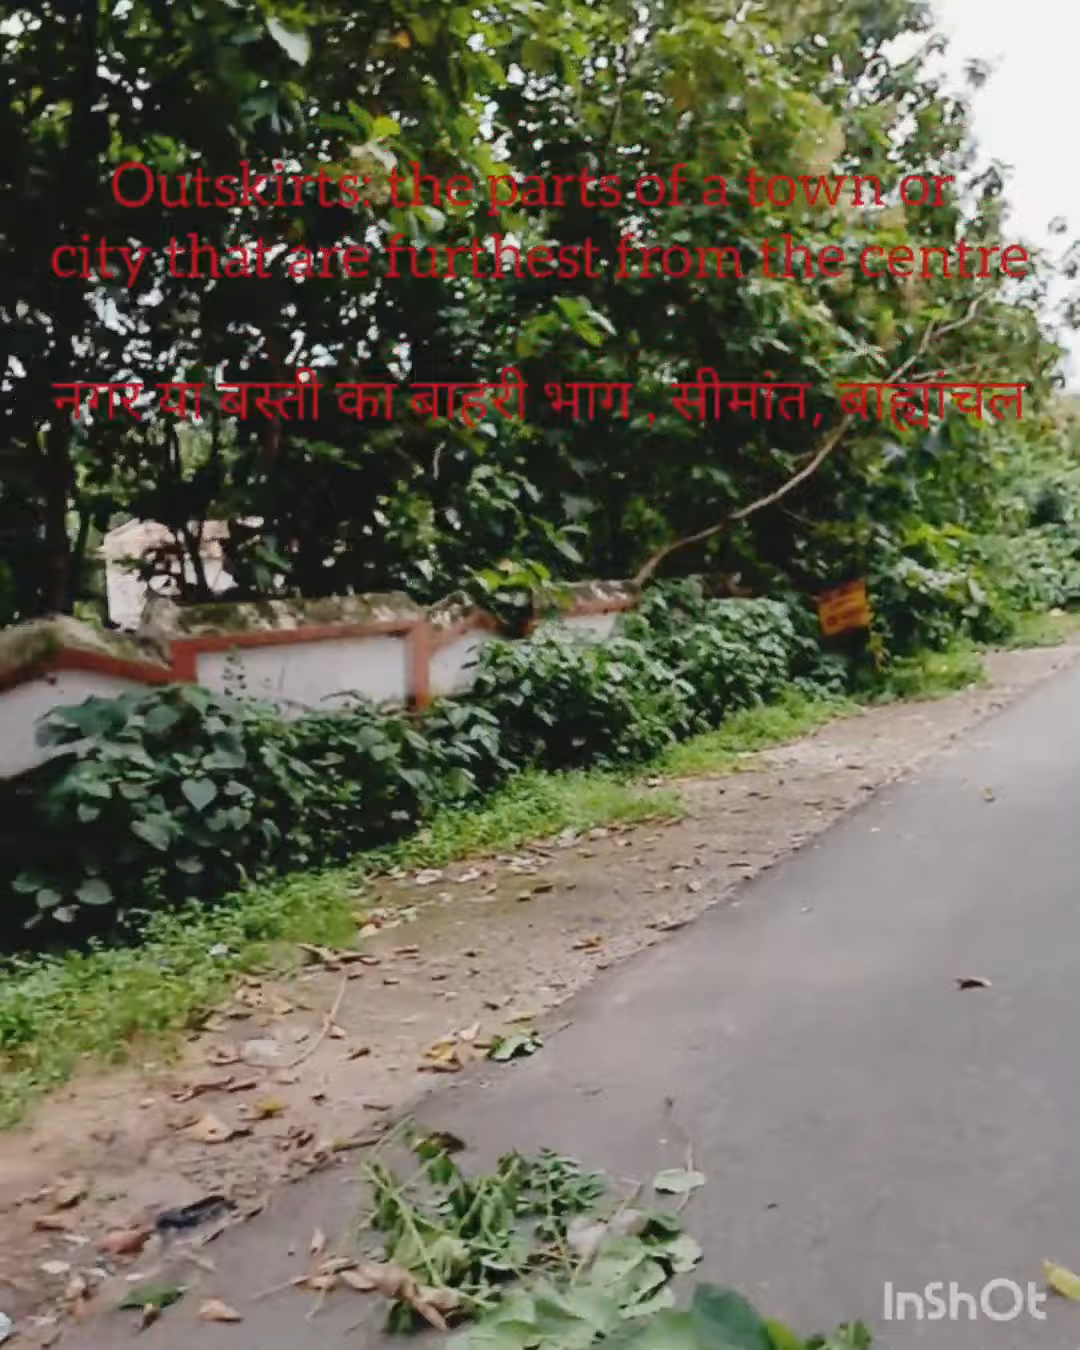 Outskirts: the parts of a town or
city that are furthest from the centre
नगर या बस्ती का बाहरी भाग , सीमांत, बाह्यांचल
InShOt